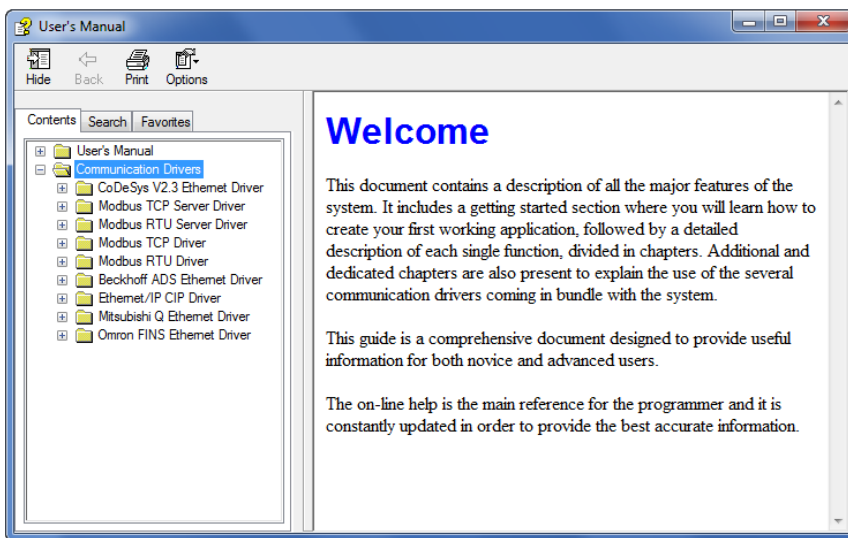 User's Manual
Hide Back Print Options
Contents Search Favorites
User's Manual
Communication Drivers
CoDeSys V2.3 Ethernet Driver
Modbus TCP Server Driver
Modbus RTU Server Driver
Modbus TCP Driver
Modbus RTU Driver
Beckhoff ADS Ethernet Driver
Ethernet/IP CIP Driver
Mitsubishi Q Ethernet Driver
Omron FINS Ethernet Driver
Welcome
This document contains a description of all the major features of the
system. It includes a getting started section where you will learn how to
create your first working application, followed by a detailed
description of each single function, divided in chapters. Additional and
dedicated chapters are also present to explain the use of the several
communication drivers coming in bundle with the system.
This guide is a comprehensive document designed to provide useful
information for both novice and advanced users.
The on-line help is the main reference for the programmer and it is
constantly updated in order to provide the best accurate information.